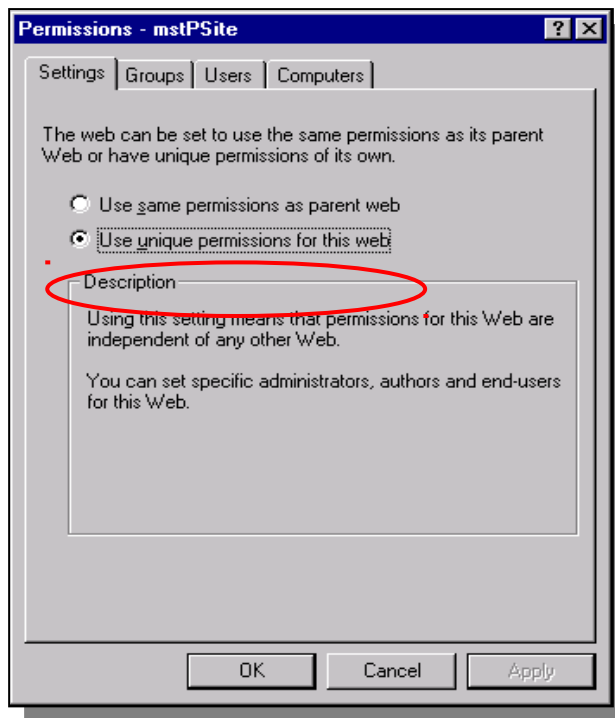 Permissions - mstPSite
Settings Groups Users Computers
The web can be set to use the same permissions as its parent
Web or have unique permissions of its own.
Use same permissions as parent web
Use unique permissions for this web
Description
Using this setting means that permissions for this Web are
independent of any other Web.
You can set specific administrators, authors and end-users
for this Web.
OK Cancel Apply